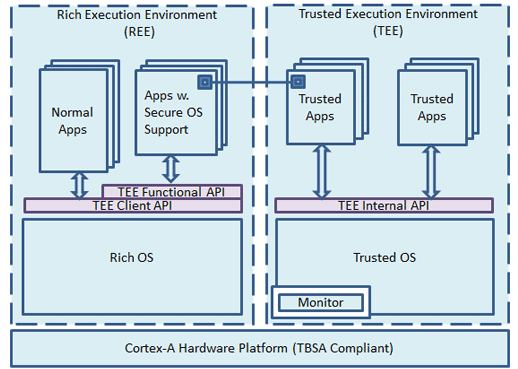 Rich Execution Environment
(REE)
Trusted Execution Environment
(TEE)
Normal
Apps
Apps w.
Secure OS
Support
Trusted
Apps
Trusted
Apps
TEE Functional API
TEE Client API
TEE Internal API
Rich OS
Trusted OS
Monitor
Cortex-A Hardware Platform (TBSA Compliant)